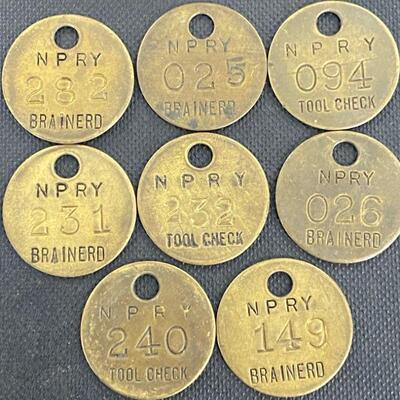 NPRY
282
BRAINERD
NPRY
025
BRAINERD
NPRY
094
TOOL CHECK
NPRY
231
BRAINERD
NPRY
232
TOOL CHECK
NPRY
026
BRAINERD
NPRY
240
TOOL CHECK
NPRY
149
BRAINERD